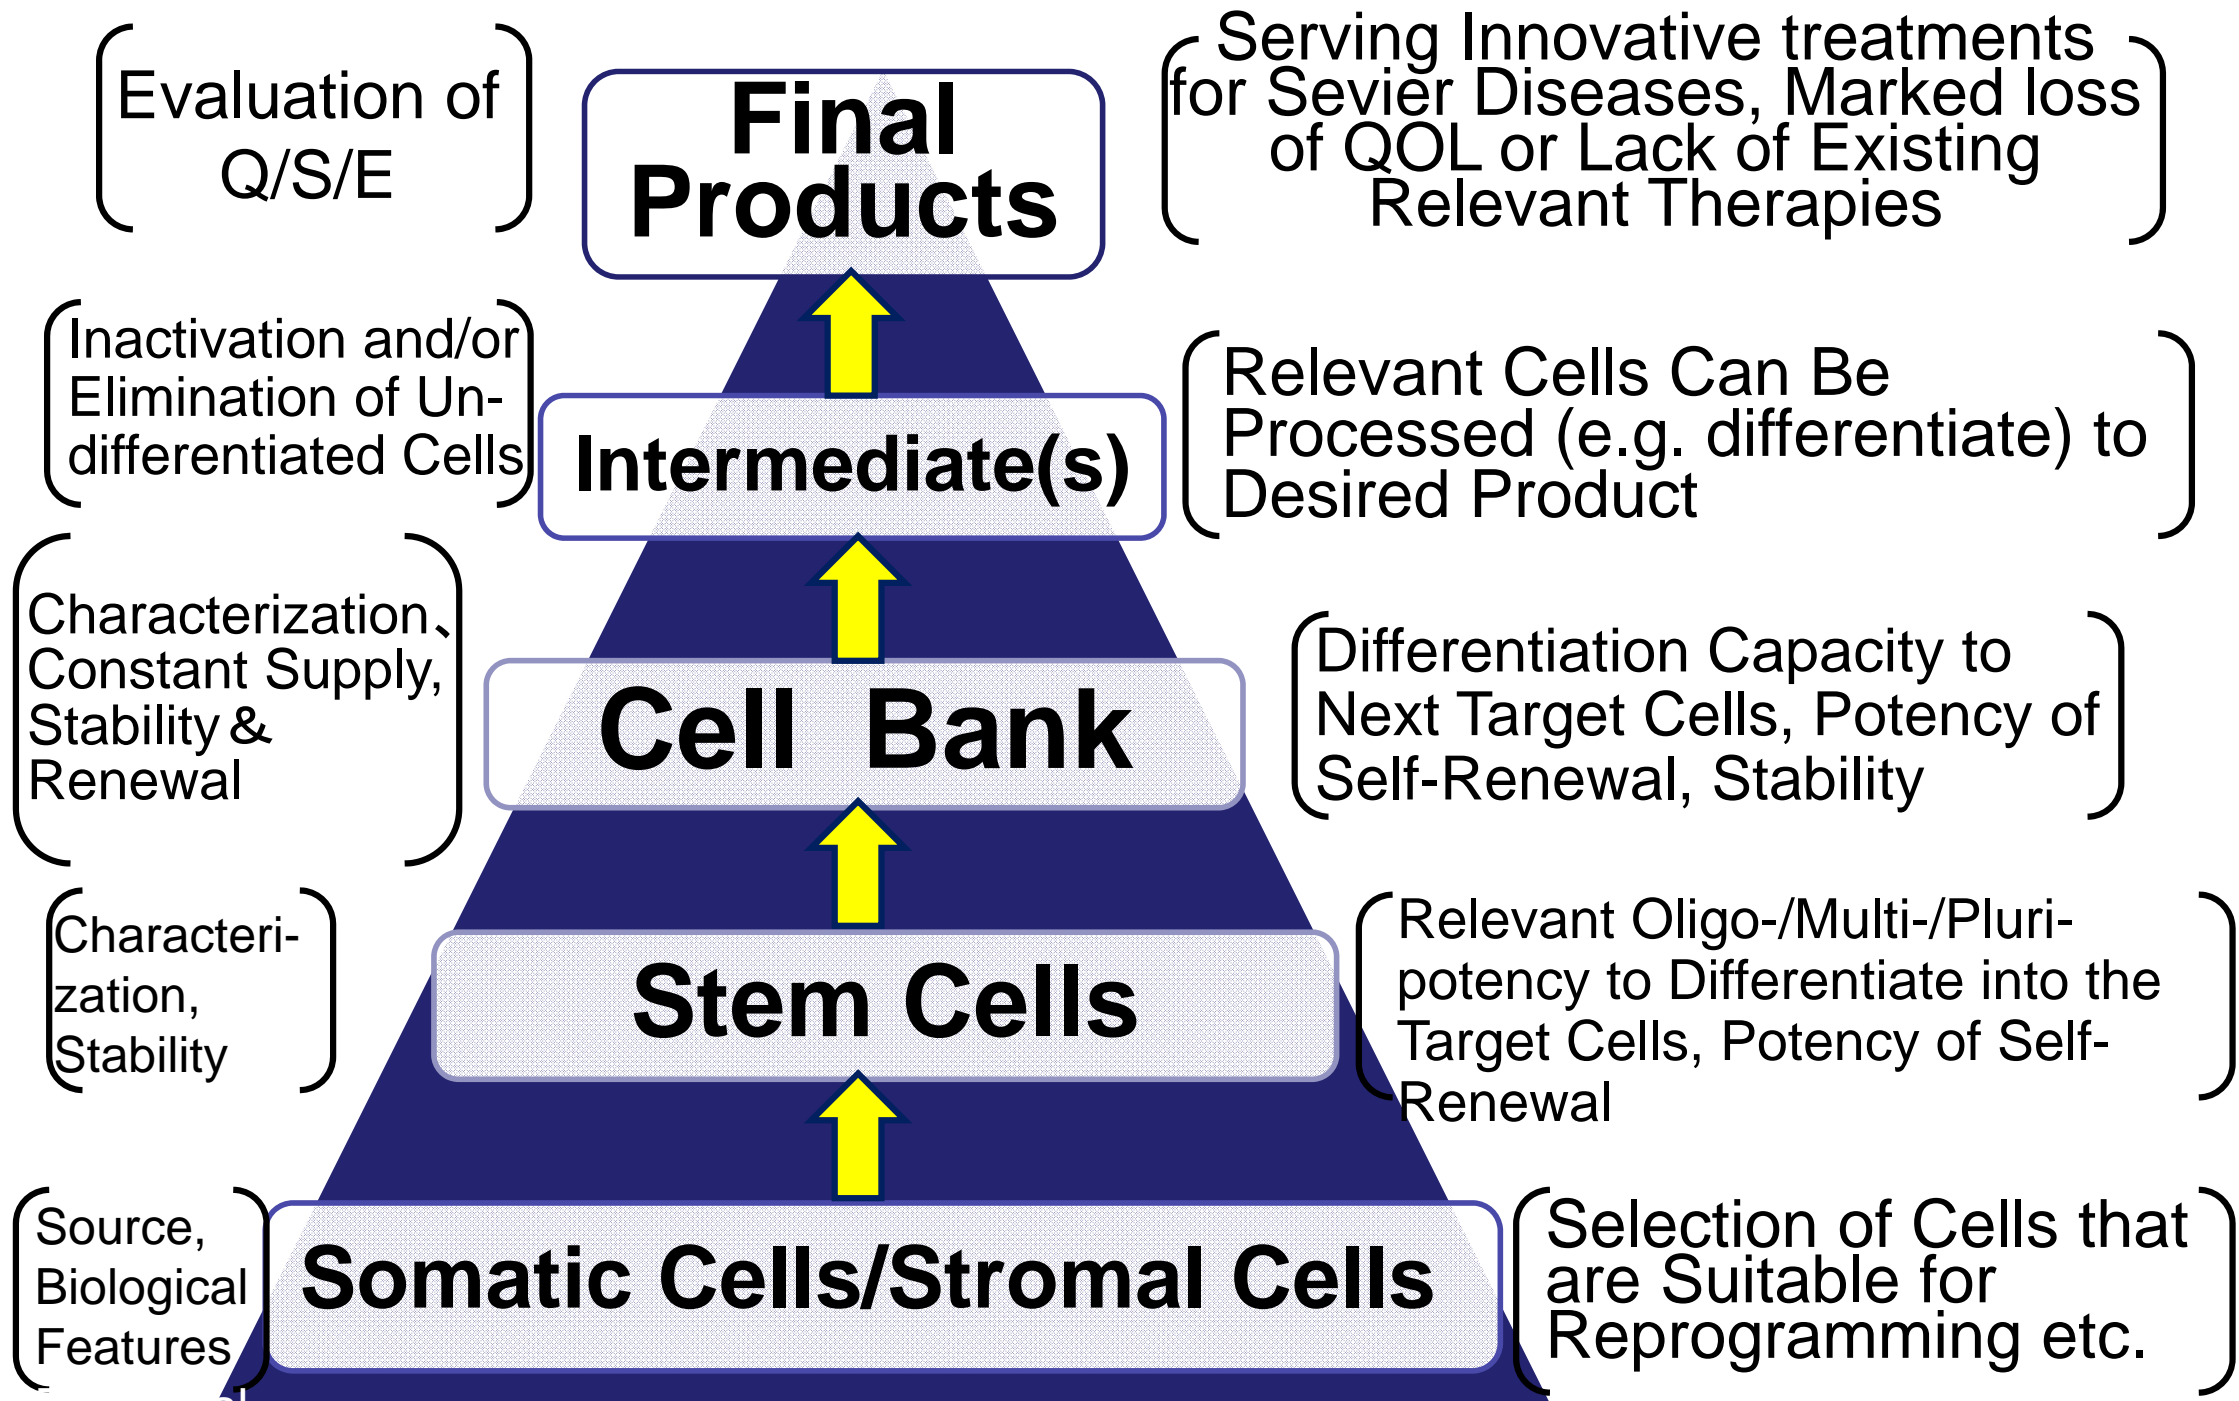 Evaluation of
Q/S/E
Final
Products
Serving Innovative treatments
for Sevier Diseases, Marked loss
of QOL or Lack of Existing
Relevant Therapies
Inactivation and/or
Elimination of Un-
differentiated Cells
Intermediate(s)
Relevant Cells Can Be
Processed (e.g. differentiate) to
Desired Product
Characterization、
Constant Supply,
Stability &
Renewal
Cell Bank
Differentiation Capacity to
Next Target Cells, Potency of
Self-Renewal, Stability
Characteri-
zation,
Stability
Stem Cells
Relevant Oligo-/Multi-/Pluri-
potency to Differentiate into the
Target Cells, Potency of Self-
Renewal
Source,
Biological
Features
Somatic Cells/Stromal Cells
Selection of Cells that
are Suitable for
Reprogramming etc.